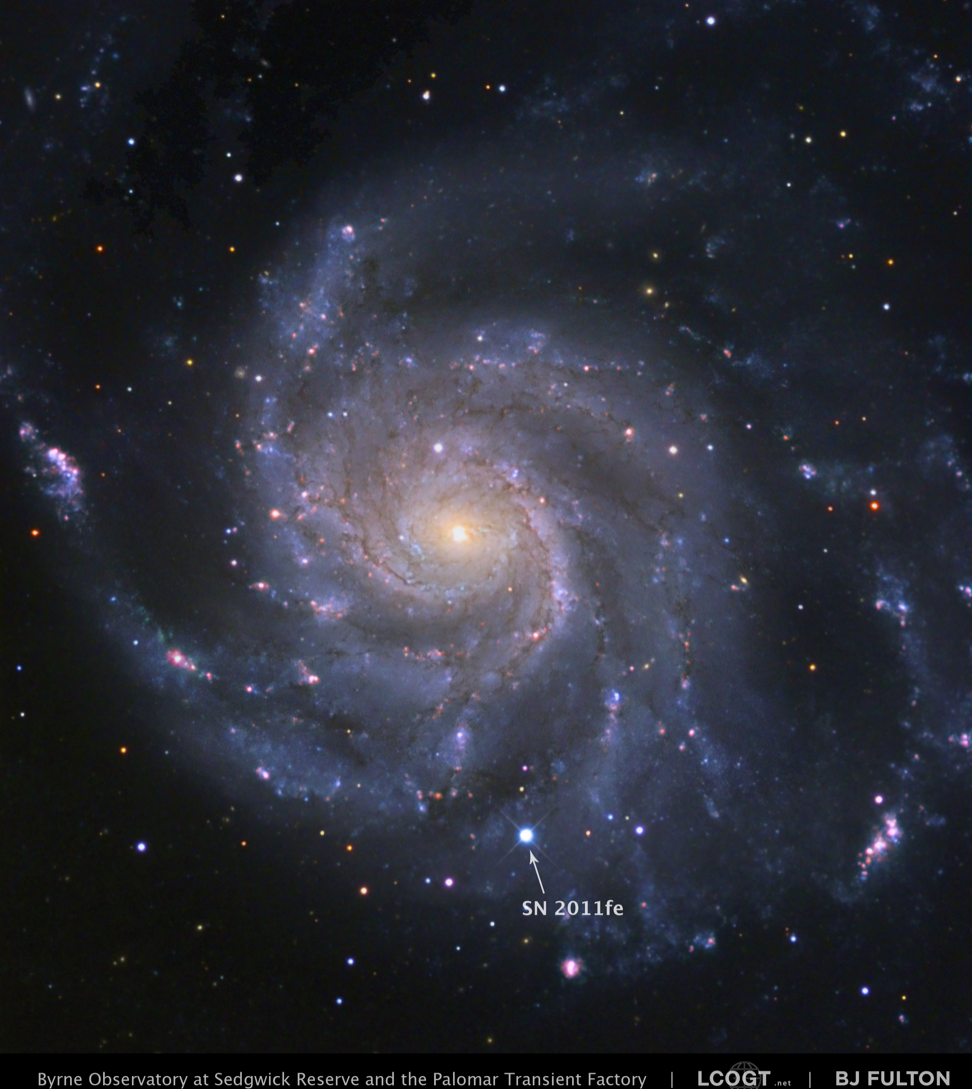 SN 2011fe
Byrne Observatory at Sedgwick Reserve and the Palomar Transient Factory | LCOGT.net | BJ FULTON